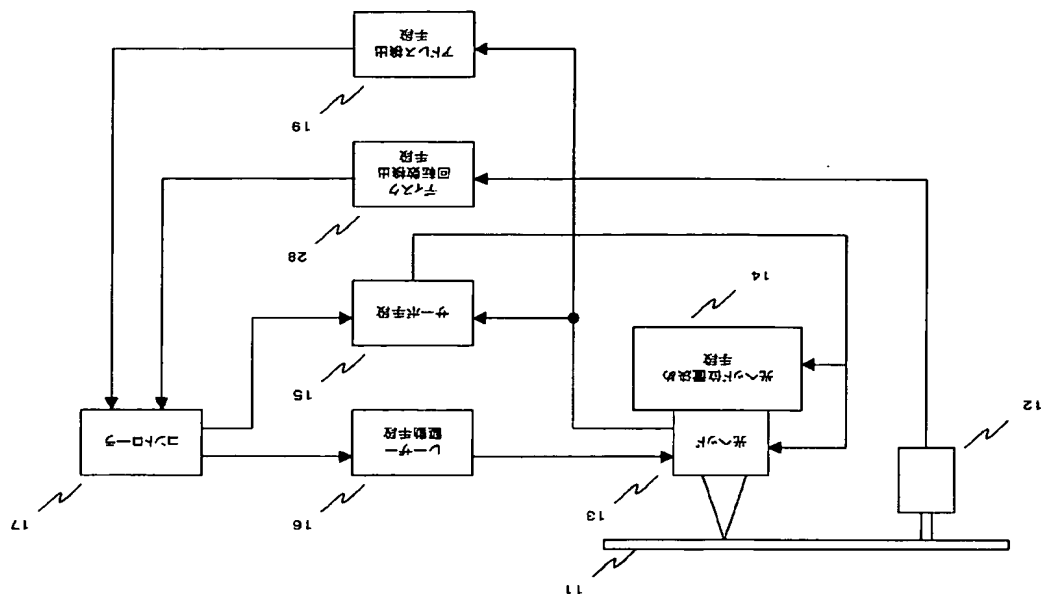 11
17
16
13
12
光ヘッド
レーザー
駆動手段
コントローラ
15
光ヘッド位置決め
手段
サーボ手段
14
28
ディスク
回転数検出
手段
19
アドレス検出
手段